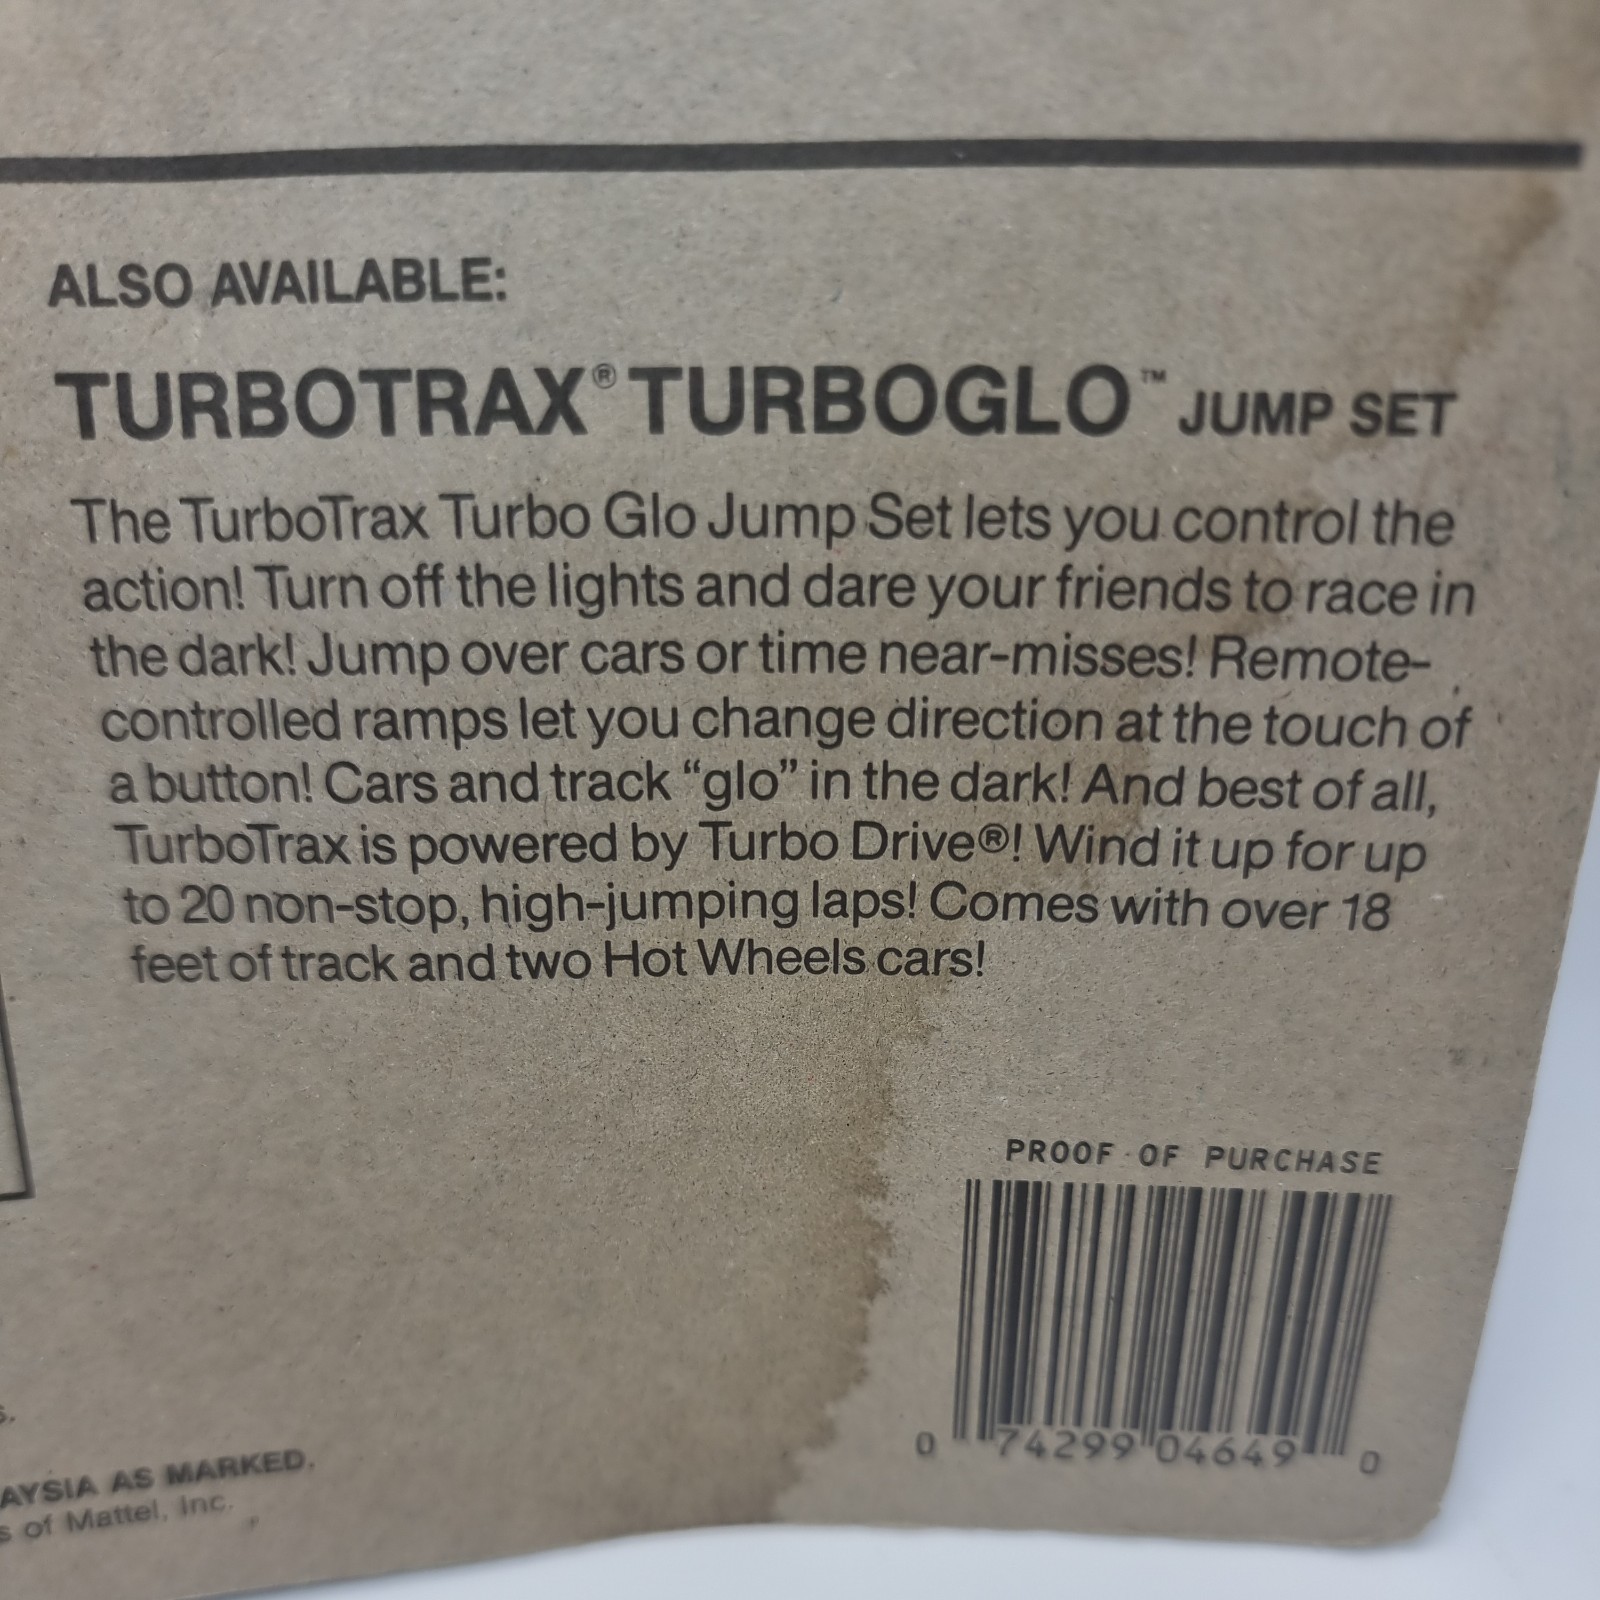 ALSO AVAILABLE:
TURBOTRAX® TURBOGLO™ JUMP SET
The TurboTrax Turbo Glo Jump Set lets you control the
action! Turn off the lights and dare your friends to race in
the dark! Jump over cars or time near-misses! Remote-
controlled ramps let you change direction at the touch of
a button! Cars and track “glo” in the dark! And best of all,
TurboTrax is powered by Turbo Drive®! Wind it up for up
to 20 non-stop, high-jumping laps! Comes with over 18
feet of track and two Hot Wheels cars!
PROOF OF PURCHASE
0 74299 04649 0
AYSIA AS MARKED.
s of Mattel, Inc.